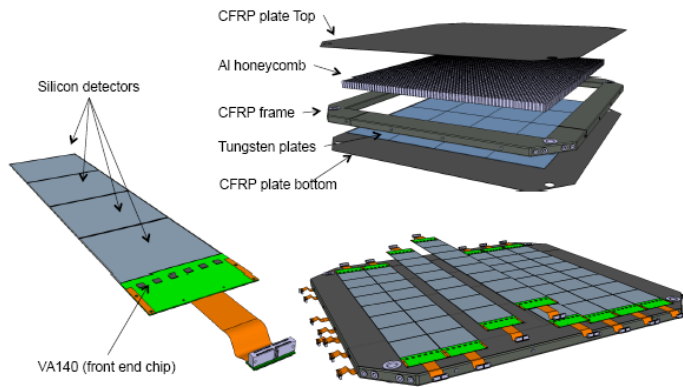 CFRP plate Top
Al honeycomb
Silicon detectors
CFRP frame
Tungsten plates
CFRP plate bottom
VA140 (front end chip)